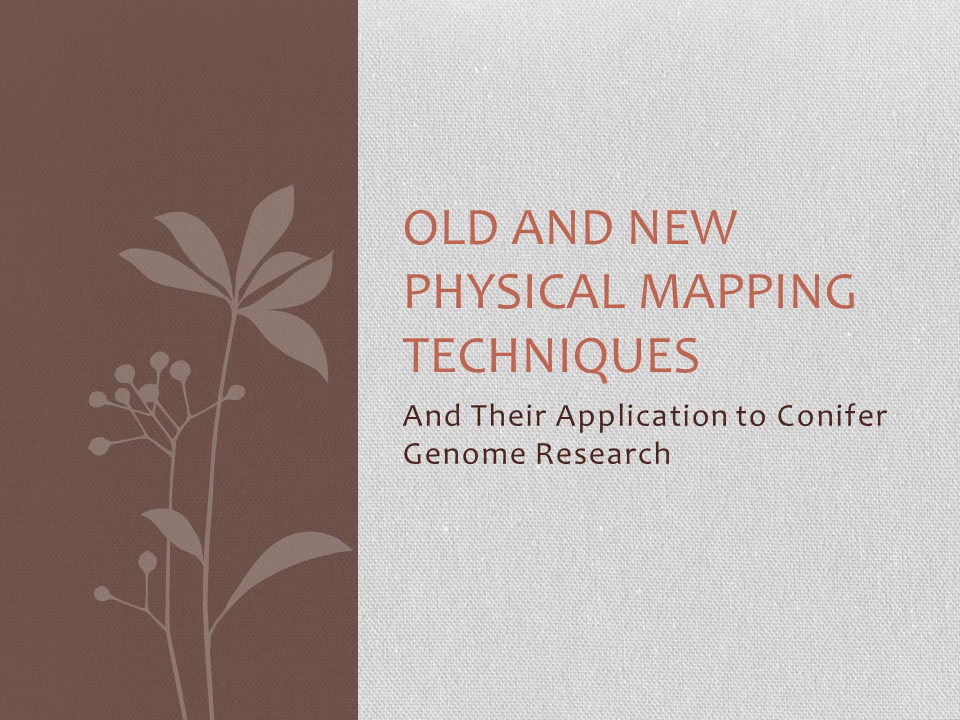 OLD AND NEW
PHYSICAL MAPPING
TECHNIQUES
And Their Application to Conifer
Genome Research